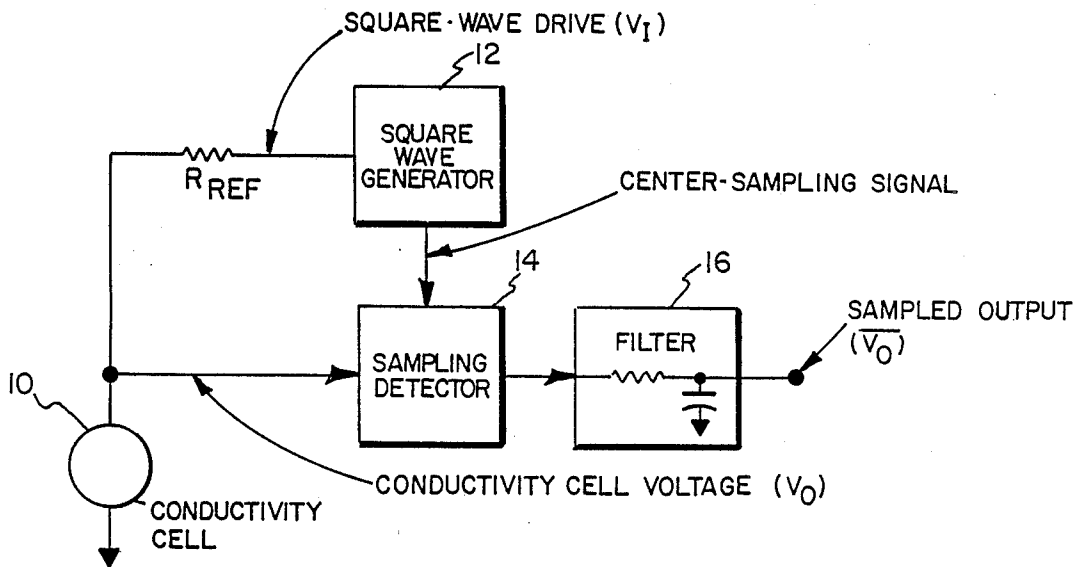 SQUARE-WAVE DRIVE (VI)
12
SQUARE
WAVE
GENERATOR
RREF
CENTER-SAMPLING SIGNAL
14
16
SAMPLING
DETECTOR
FILTER
SAMPLED OUTPUT
(VO)
10
CONDUCTIVITY
CELL
CONDUCTIVITY CELL VOLTAGE (VO)